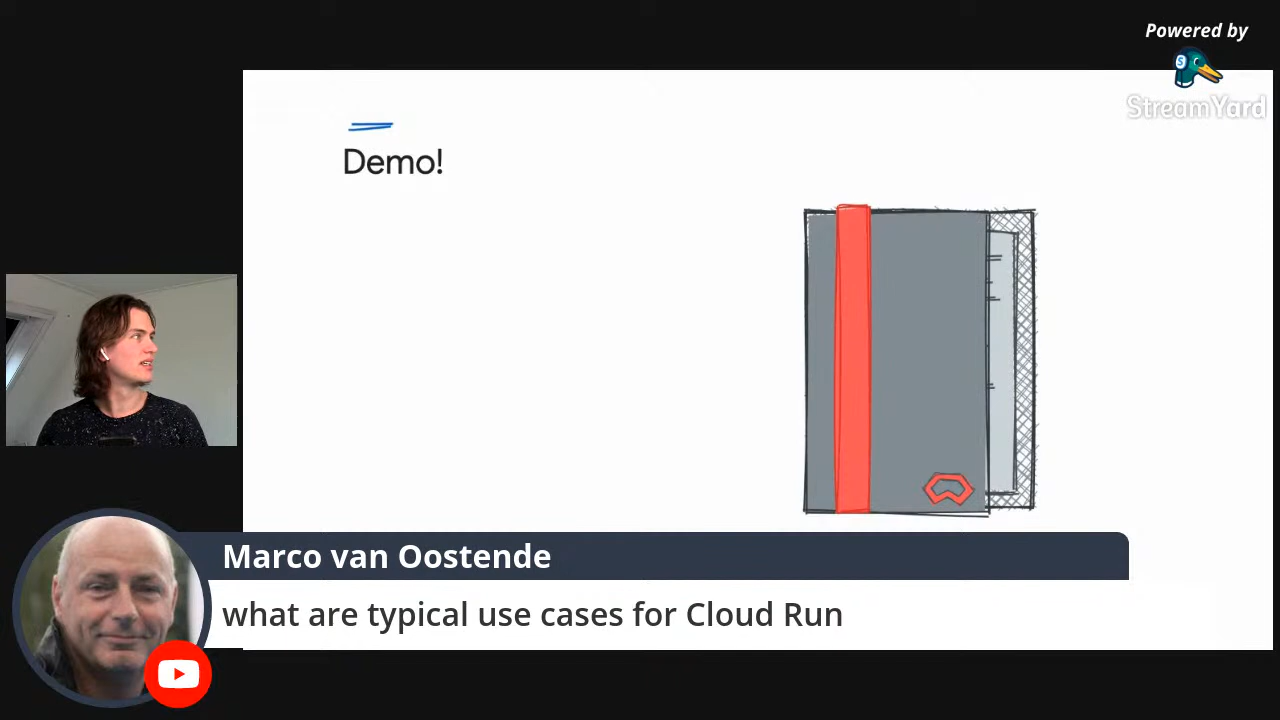 Powered by
StreamYard
Demo!
Marco van Oostende
what are typical use cases for Cloud Run